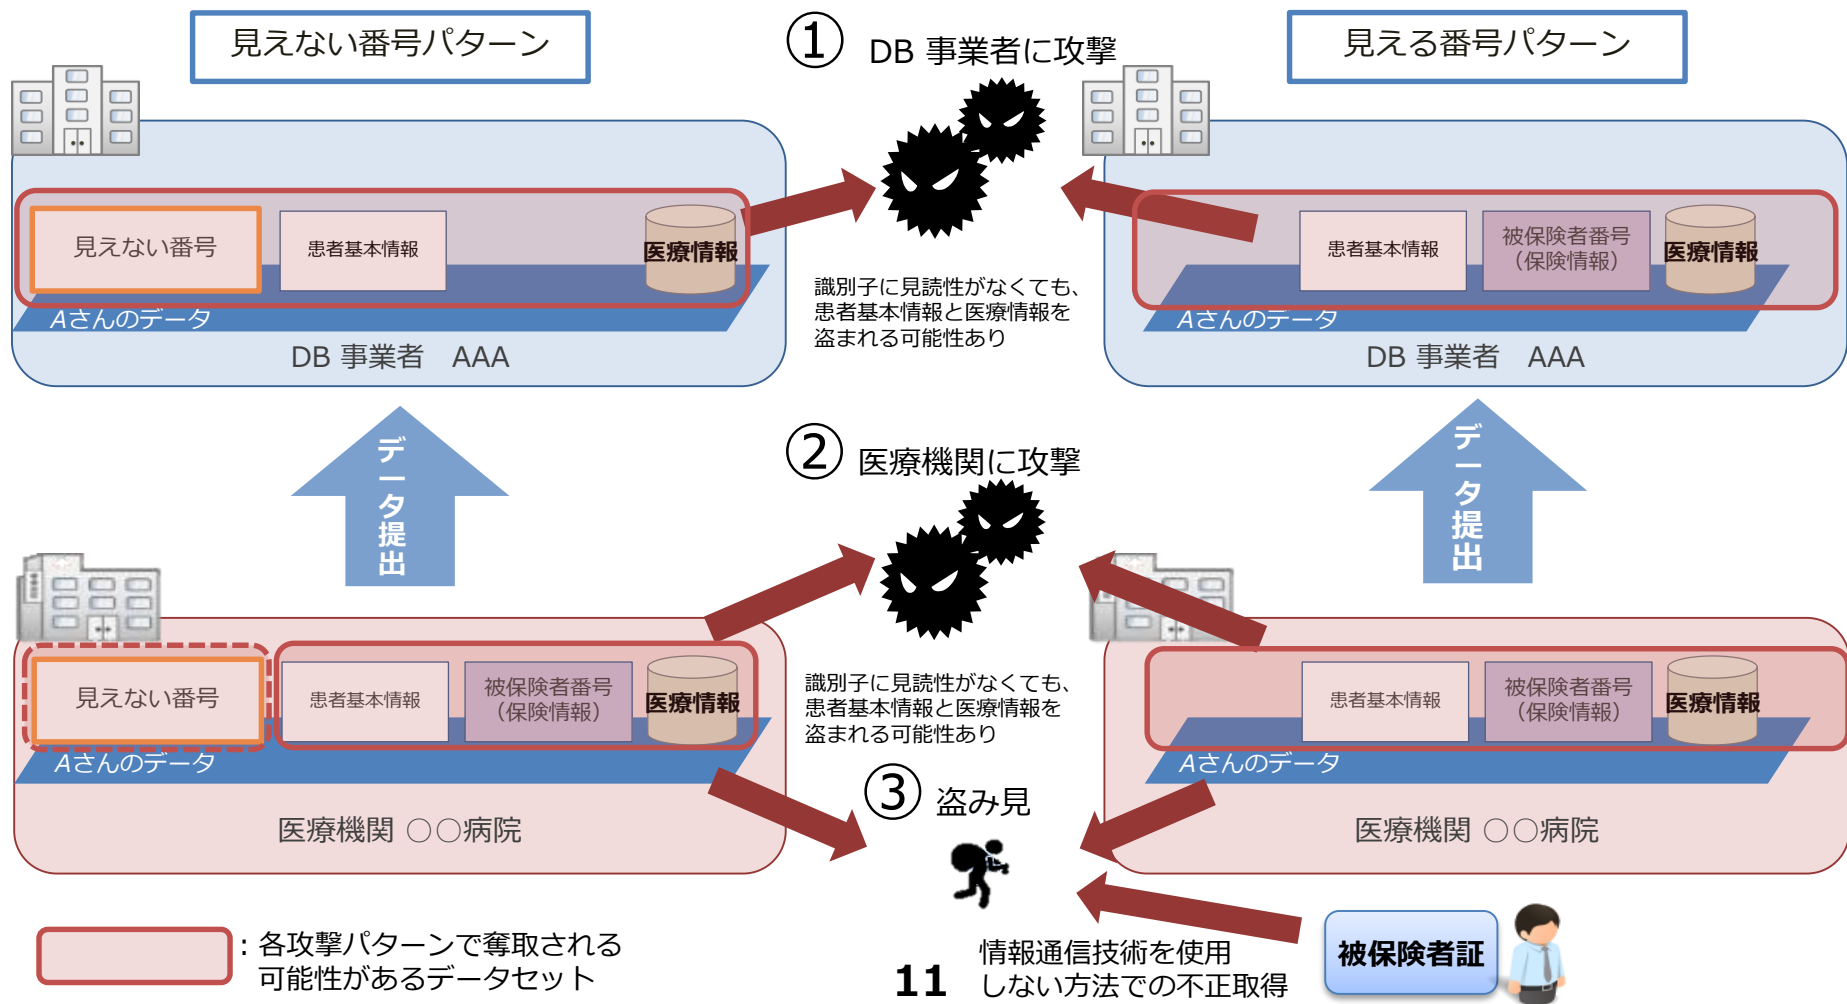 見えない番号パターン
① DB 事業者に攻撃
見える番号パターン
見えない番号
患者基本情報
医療情報
Aさんのデータ
DB 事業者　AAA
識別子に見読性がなくても、
患者基本情報と医療情報を
盗まれる可能性あり
患者基本情報
被保険者番号
（保険情報）
医療情報
Aさんのデータ
DB 事業者　AAA
データ提出
② 医療機関に攻撃
データ提出
見えない番号
患者基本情報
被保険者番号
（保険情報）
医療情報
Aさんのデータ
医療機関 〇〇病院
識別子に見読性がなくても、
患者基本情報と医療情報を
盗まれる可能性あり
③ 盗み見
患者基本情報
被保険者番号
（保険情報）
医療情報
Aさんのデータ
医療機関 〇〇病院
：各攻撃パターンで奪取される
可能性があるデータセット
11
情報通信技術を使用
しない方法での不正取得
被保険者証